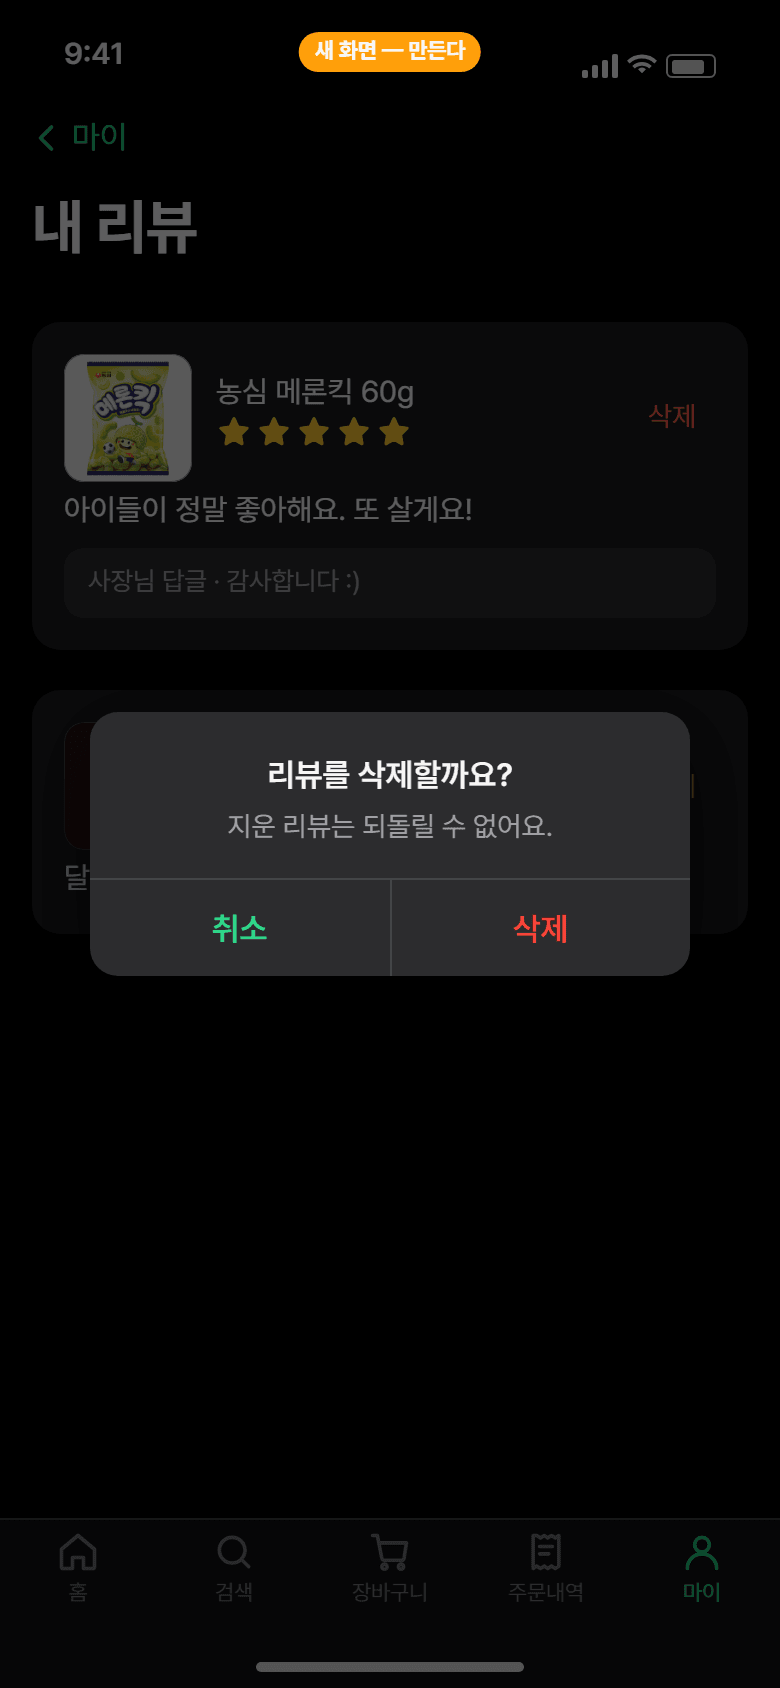 9:41
새 화면 — 만든다
마이
내 리뷰
메론킥
농심 메론킥 60g
삭제
아이들이 정말 좋아해요. 또 살게요!
사장님 답글 · 감사합니다 :)
리뷰를 삭제할까요?
지운 리뷰는 되돌릴 수 없어요.
달
취소
삭제
홈
검색
장바구니
주문내역
마이